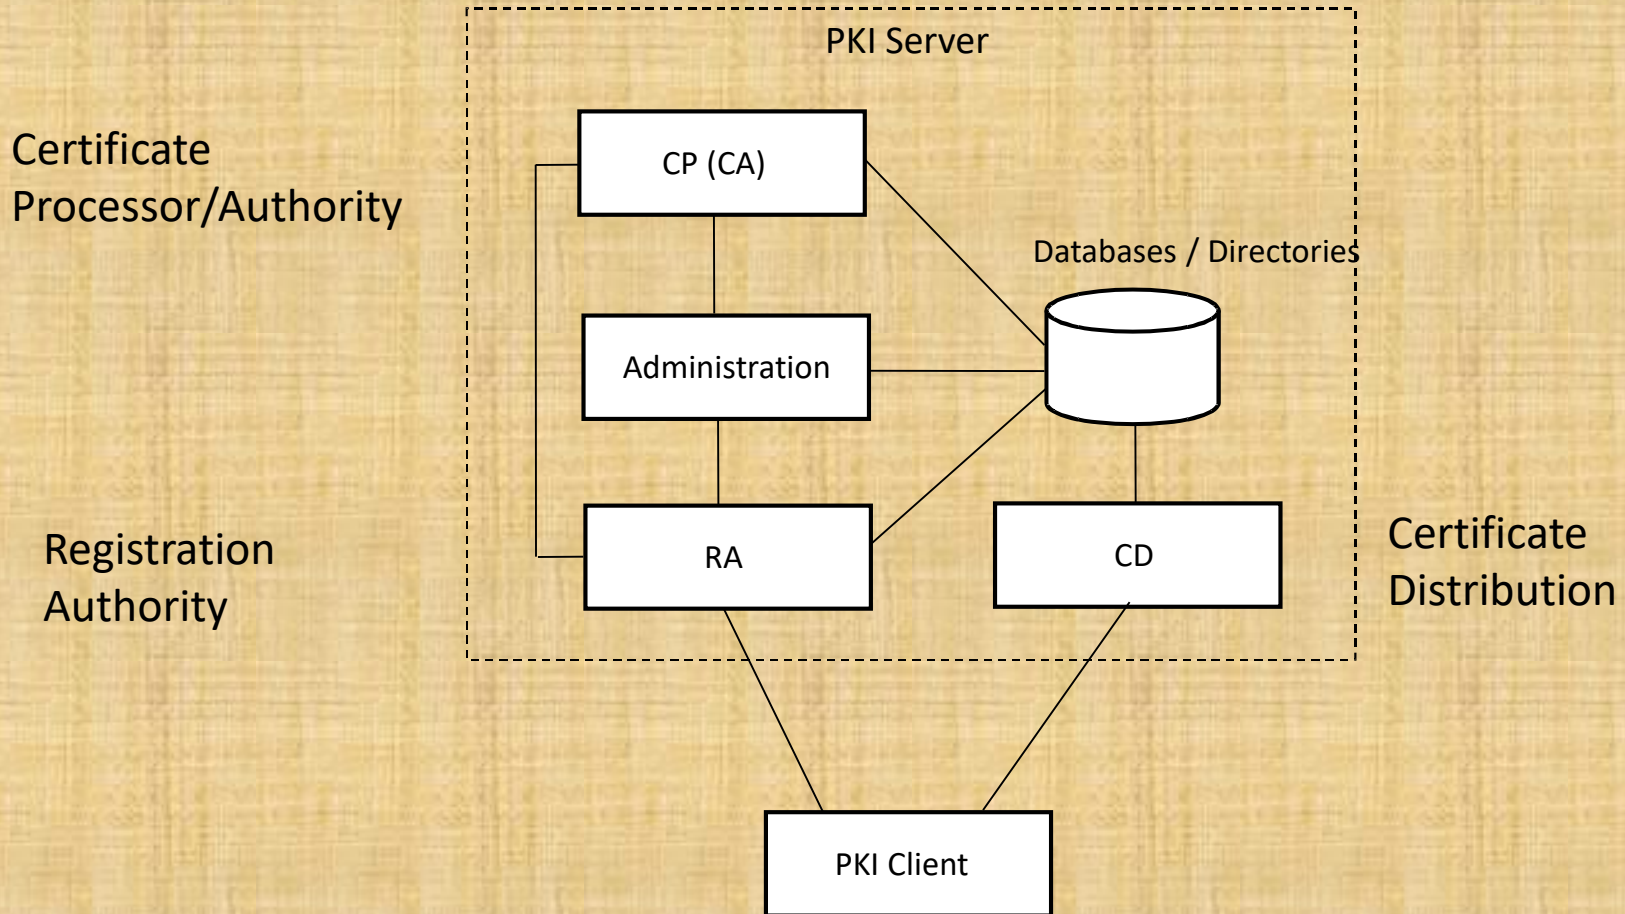 PKI Server
Certificate
Processor/Authority
CP (CA)
Databases / Directories
Administration
Registration
Authority
RA
CD
Certificate
Distribution
PKI Client